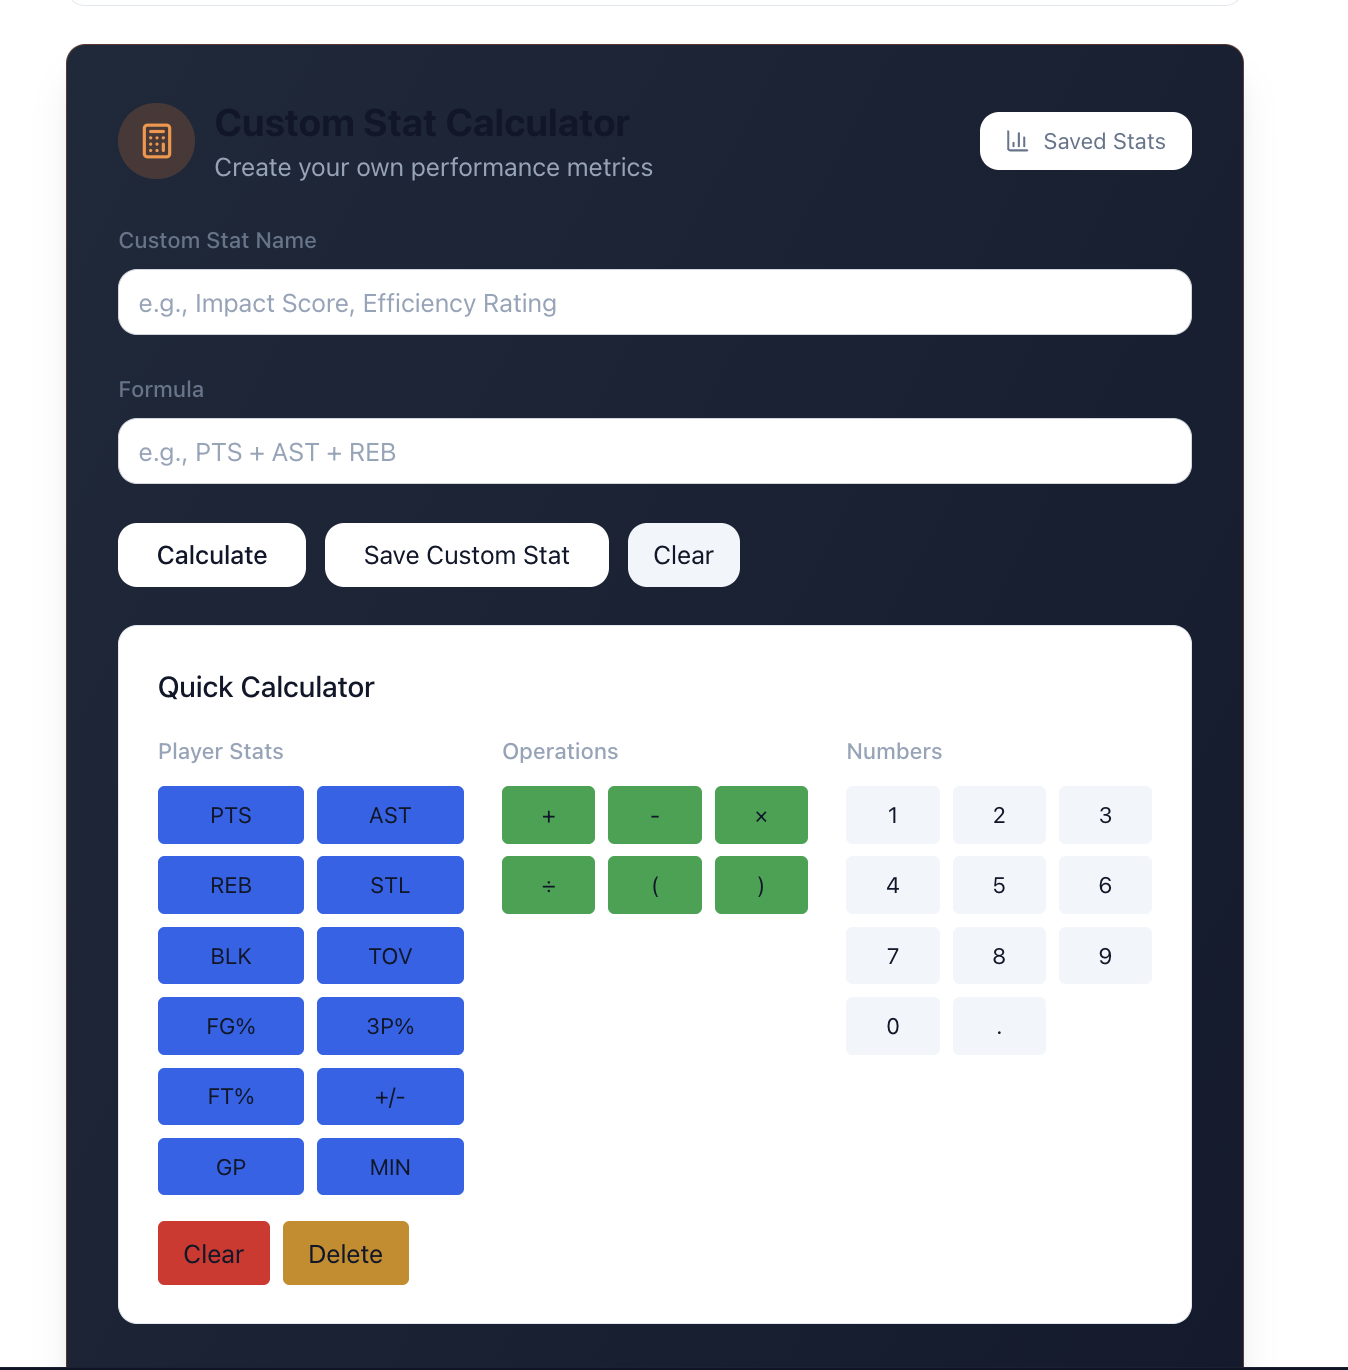 Custom Stat Calculator
Create your own performance metrics
Saved Stats
Custom Stat Name
e.g., Impact Score, Efficiency Rating
Formula
e.g., PTS + AST + REB
Calculate
Save Custom Stat
Clear
Quick Calculator
Player Stats
PTS AST
REB STL
BLK TOV
FG% 3P%
FT% +/-
GP MIN
Operations
+ - ×
÷ ( )
Numbers
1 2 3
4 5 6
7 8 9
0 .
Clear Delete